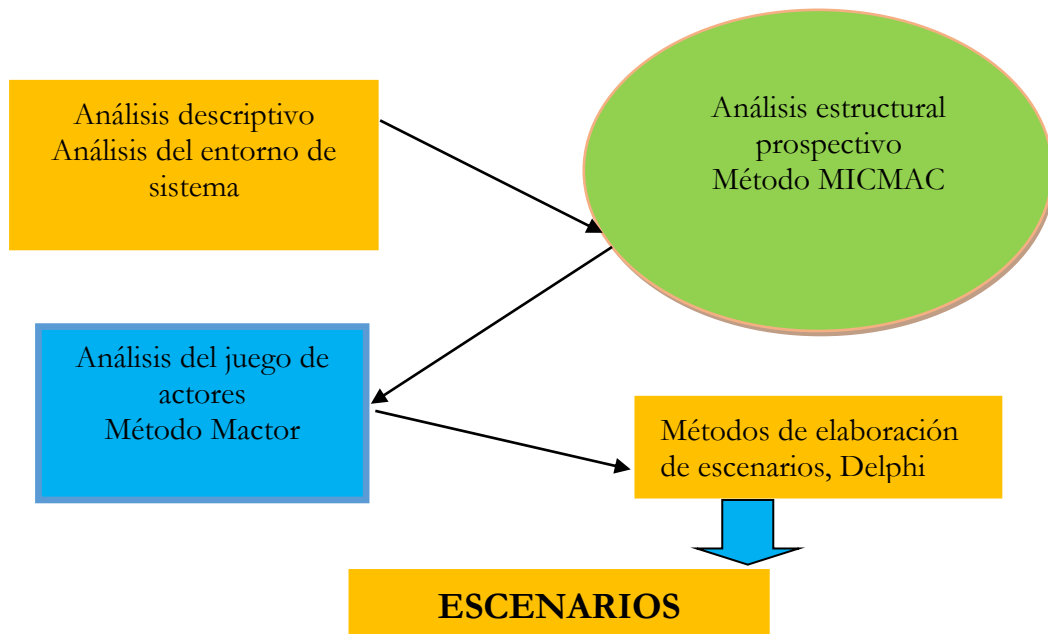 Análisis descriptivo
Análisis del entorno de
sistema
Análisis estructural
prospectivo
Método MICMAC
Análisis del juego de
actores
Método Mactor
Métodos de elaboración
de escenarios, Delphi
ESCENARIOS